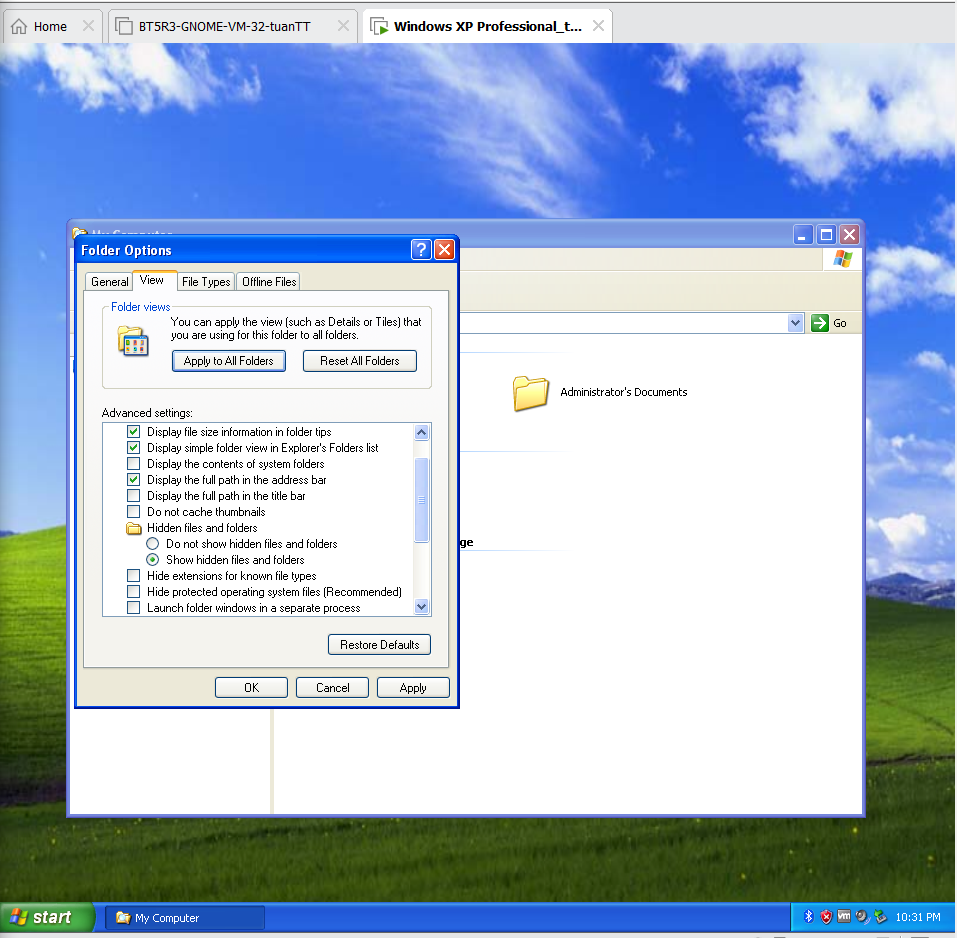 Home
BT5R3-GNOME-VM-32-tuanTT
Windows XP Professional_t...
My Computer
Folder Options
General
View
File Types
Offline Files
Folder views
You can apply the view (such as Details or Tiles) that
you are using for this folder to all folders.
Apply to All Folders
Reset All Folders
Go
Administrator's Documents
Advanced settings:
Display file size information in folder tips
Display simple folder view in Explorer's Folders list
Display the contents of system folders
Display the full path in the address bar
Display the full path in the title bar
Do not cache thumbnails
Hidden files and folders
Do not show hidden files and folders
Show hidden files and folders
Hide extensions for known file types
Hide protected operating system files (Recommended)
Launch folder windows in a separate process
ge
Restore Defaults
OK
Cancel
Apply
start
My Computer
vm
10:31 PM